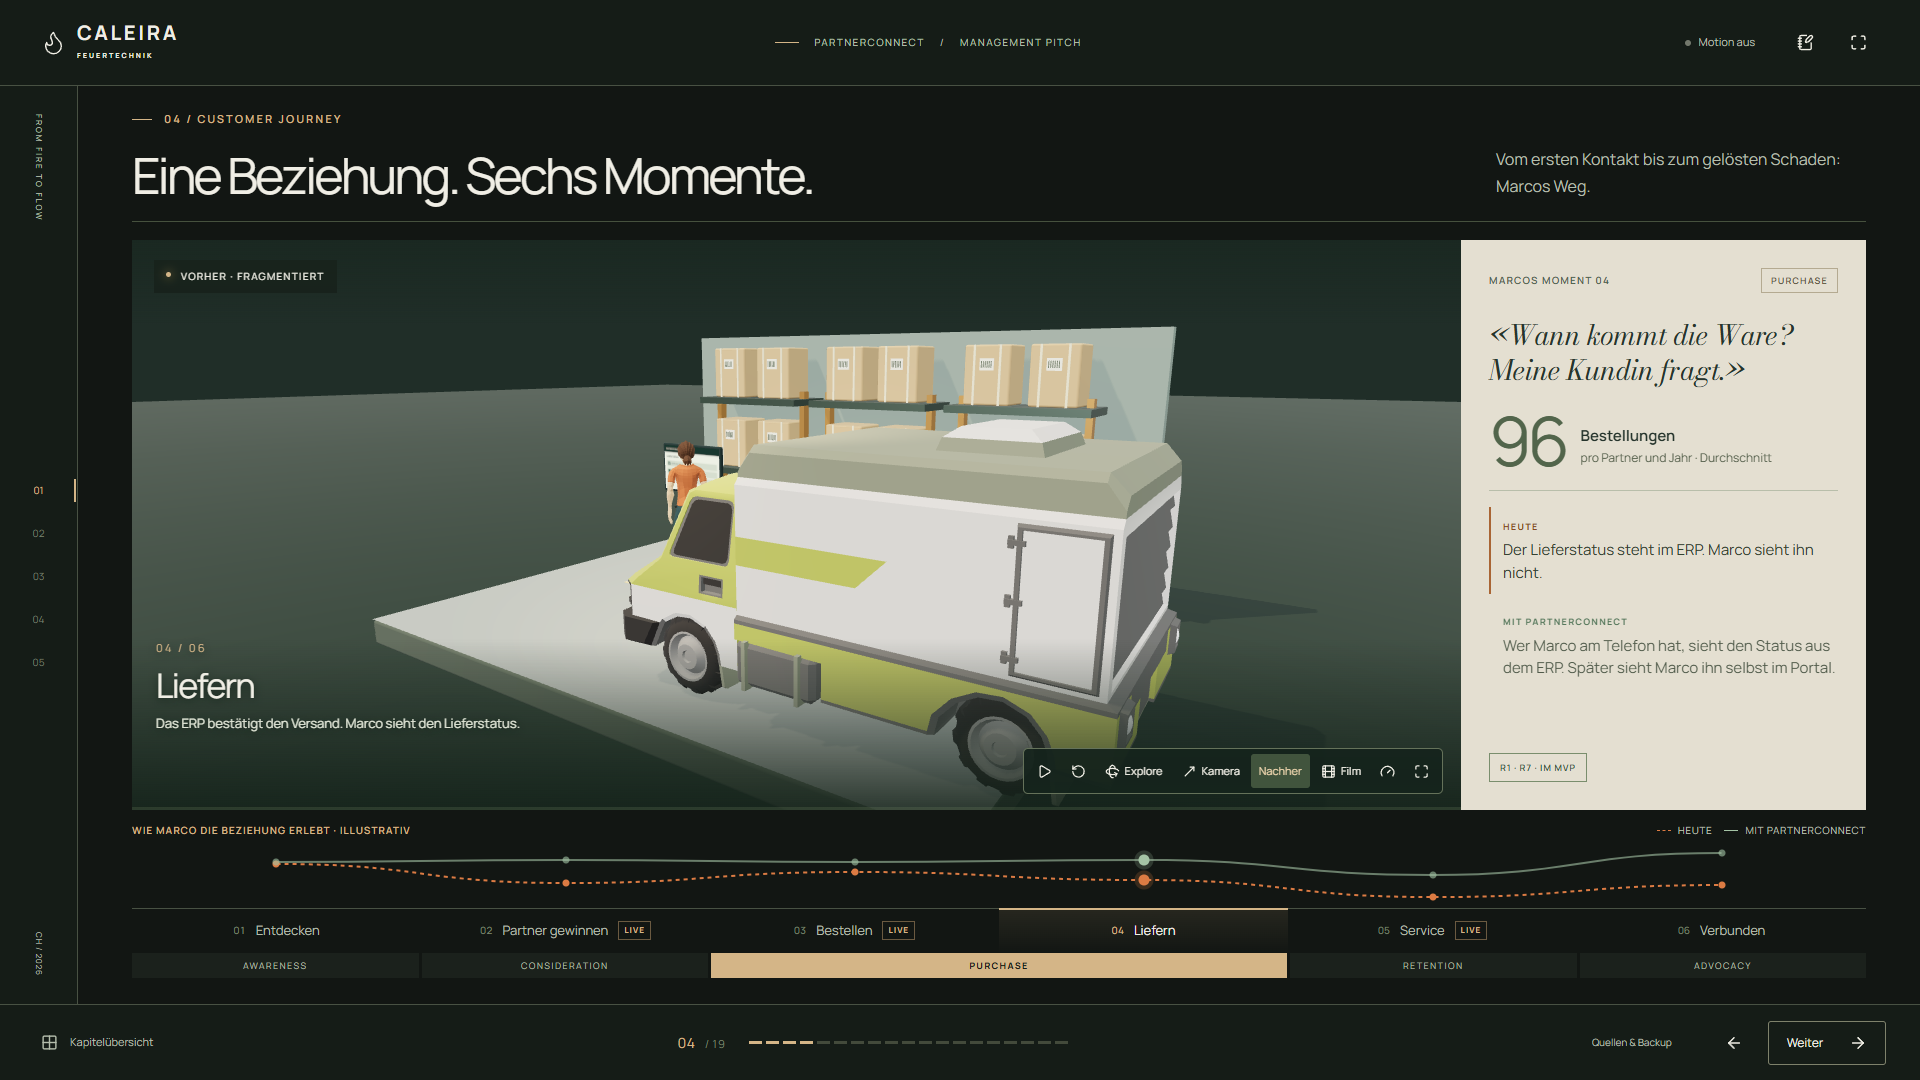 CALEIRA
FEUERTECHNIK
PARTNERCONNECT / MANAGEMENT PITCH
Motion aus
FROM FIRE TO FLOW
01
02
03
04
05
CH / 2026
04 / CUSTOMER JOURNEY
Eine Beziehung. Sechs Momente.
Vom ersten Kontakt bis zum gelösten Schaden:
Marcos Weg.
VORHER · FRAGMENTIERT
04 / 06
Liefern
Das ERP bestätigt den Versand. Marco sieht den Lieferstatus.
Explore
Kamera
Nachher
Film
MARCOS MOMENT 04
PURCHASE
«Wann kommt die Ware?
Meine Kundin fragt.»
96
Bestellungen
pro Partner und Jahr · Durchschnitt
HEUTE
Der Lieferstatus steht im ERP. Marco sieht ihn
nicht.
MIT PARTNERCONNECT
Wer Marco am Telefon hat, sieht den Status aus
dem ERP. Später sieht Marco ihn selbst im Portal.
R1 · R7 · IM MVP
WIE MARCO DIE BEZIEHUNG ERLEBT · ILLUSTRATIV
HEUTE
MIT PARTNERCONNECT
01 Entdecken
02 Partner gewinnen LIVE
03 Bestellen LIVE
04 Liefern
05 Service LIVE
06 Verbunden
AWARENESS
CONSIDERATION
PURCHASE
RETENTION
ADVOCACY
Kapitelübersicht
04 / 19
Quellen & Backup
Weiter